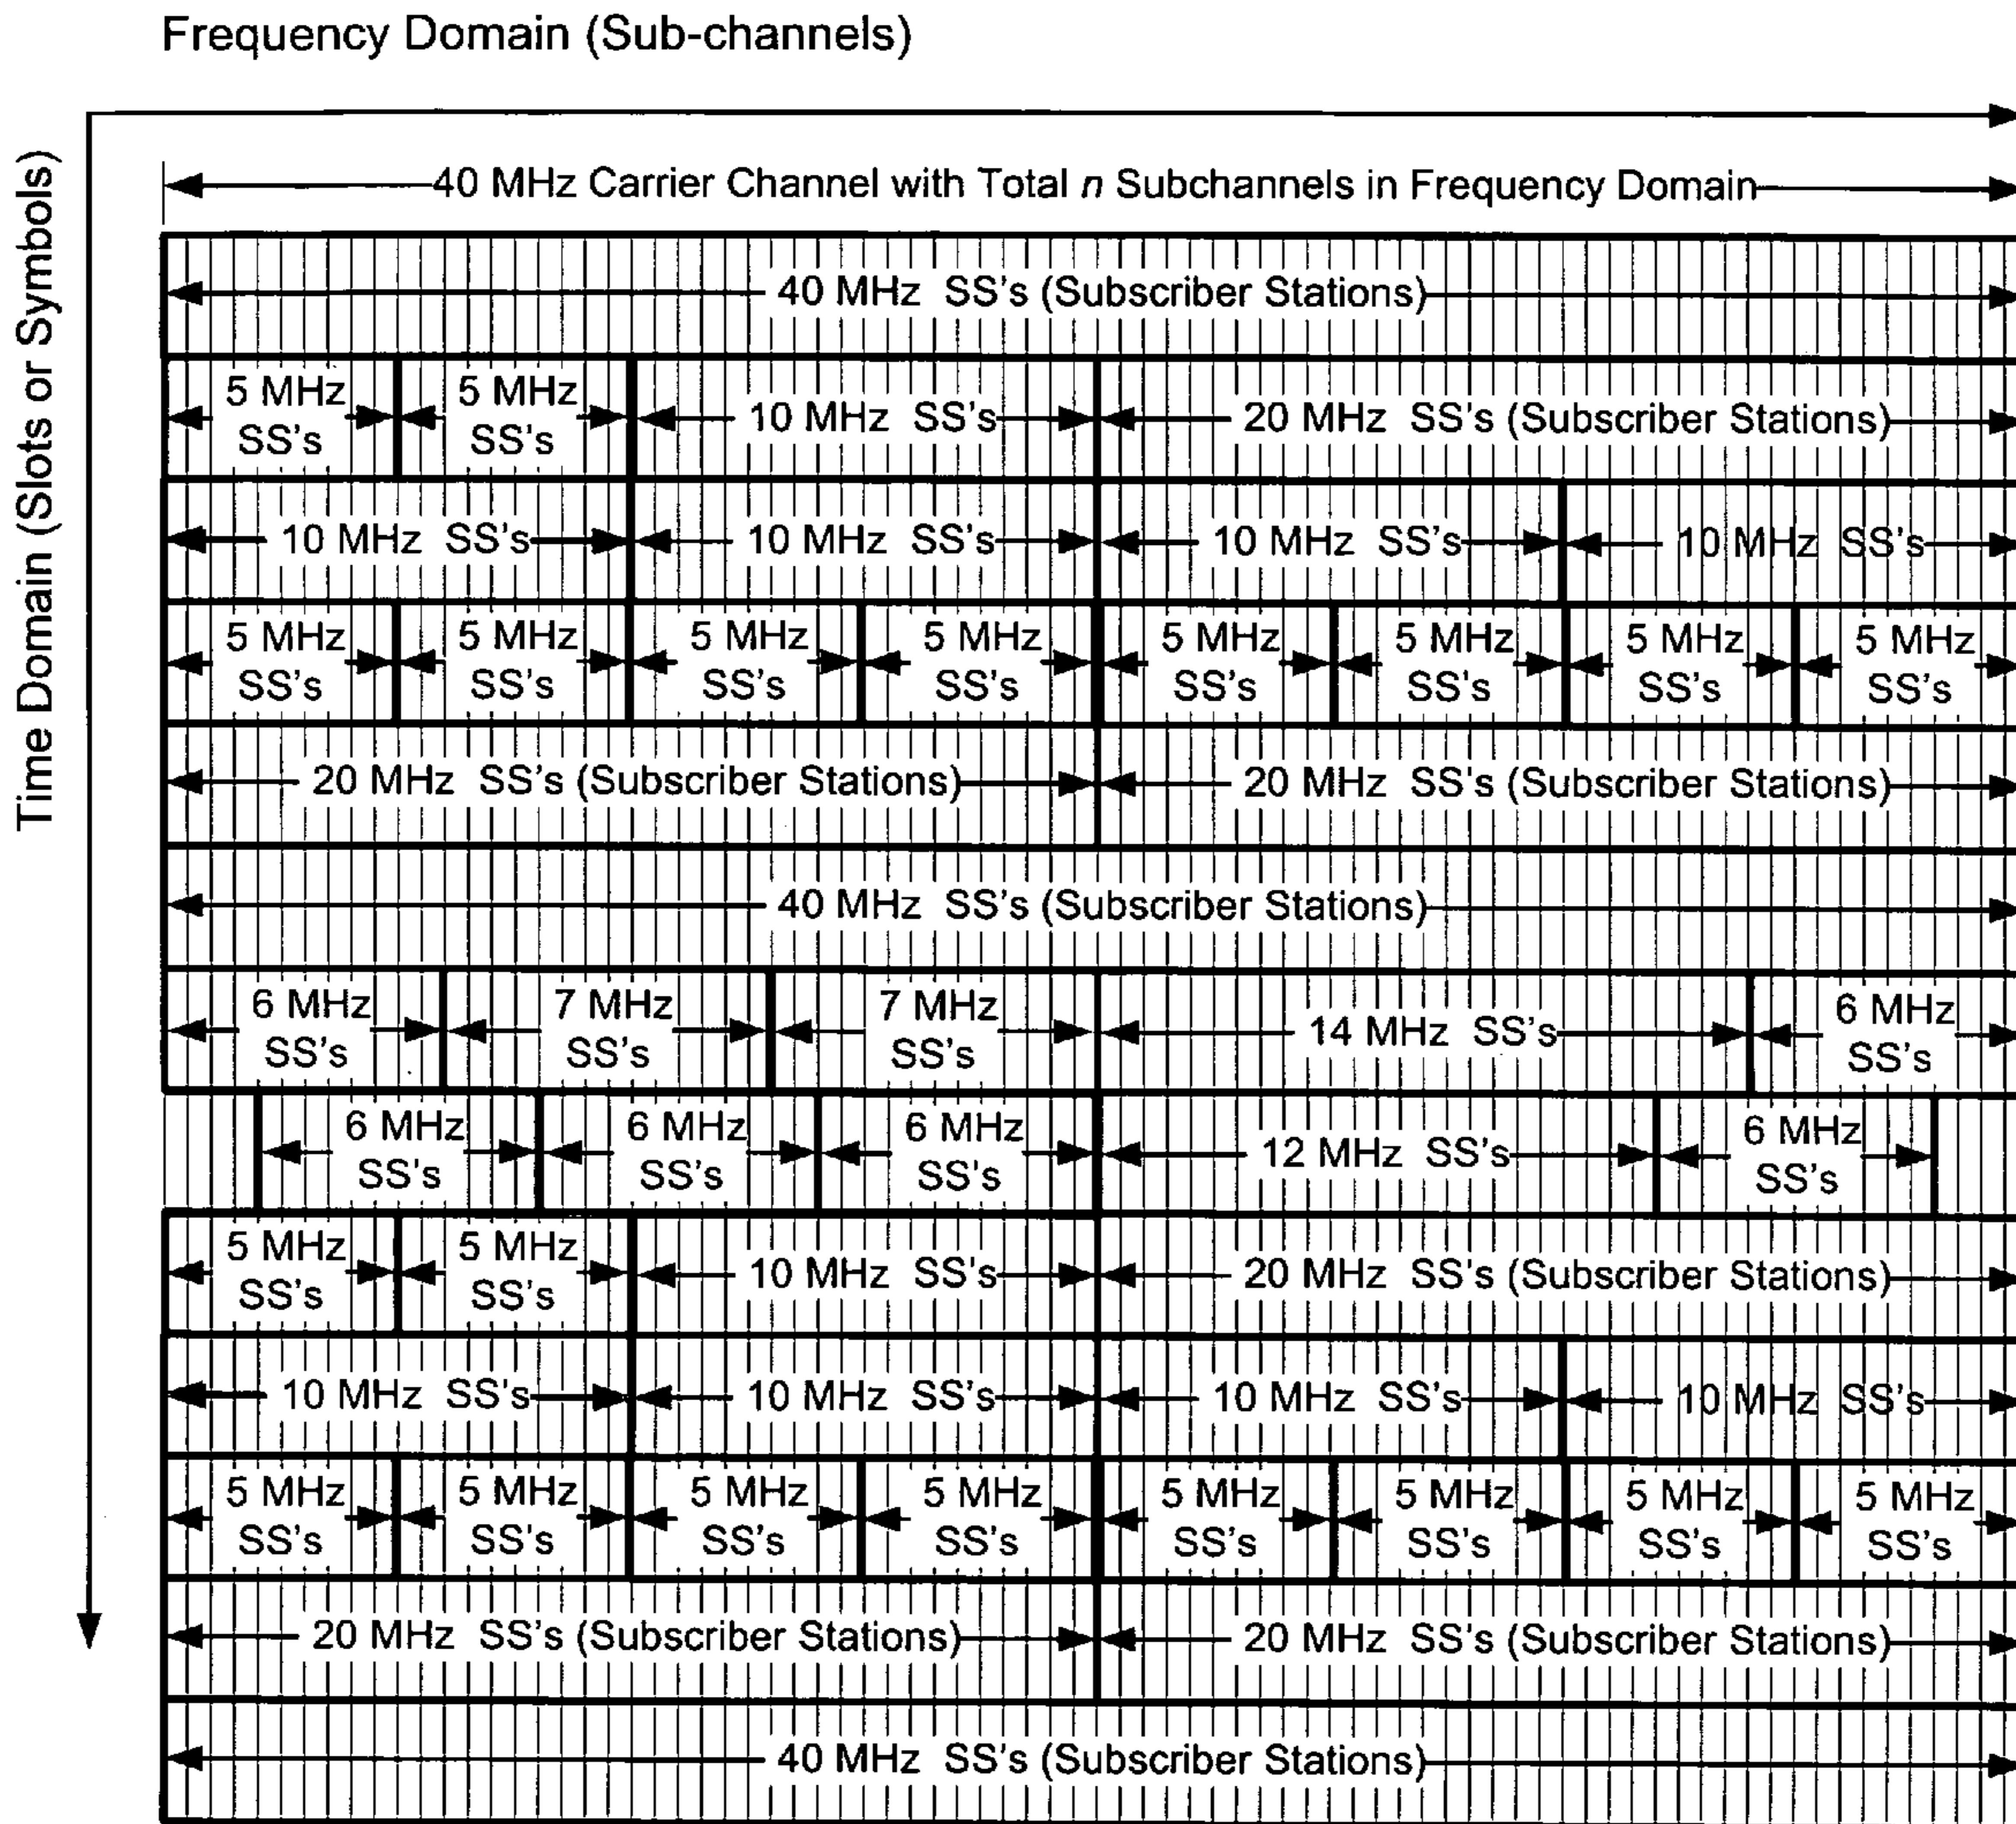 Frequency Domain (Sub-channels)
Time Domain (Slots or Symbols)
40 MHz Carrier Channel with Total n Subchannels in Frequency Domain
40 MHz SS's (Subscriber Stations)
5 MHz SS's 5 MHz SS's 10 MHz SS's 20 MHz SS's (Subscriber Stations)
10 MHz SS's 10 MHz SS's 10 MHz SS's 10 MHz SS's
5 MHz SS's 5 MHz SS's 5 MHz SS's 5 MHz SS's 5 MHz SS's 5 MHz SS's 5 MHz SS's 5 MHz SS's
20 MHz SS's (Subscriber Stations) 20 MHz SS's (Subscriber Stations)
40 MHz SS's (Subscriber Stations)
6 MHz SS's 7 MHz SS's 7 MHz SS's 14 MHz SS's 6 MHz SS's
6 MHz SS's 6 MHz SS's 6 MHz SS's 12 MHz SS's 6 MHz SS's
5 MHz SS's 5 MHz SS's 10 MHz SS's 20 MHz SS's (Subscriber Stations)
10 MHz SS's 10 MHz SS's 10 MHz SS's 10 MHz SS's
5 MHz SS's 5 MHz SS's 5 MHz SS's 5 MHz SS's 5 MHz SS's 5 MHz SS's 5 MHz SS's 5 MHz SS's
20 MHz SS's (Subscriber Stations) 20 MHz SS's (Subscriber Stations)
40 MHz SS's (Subscriber Stations)